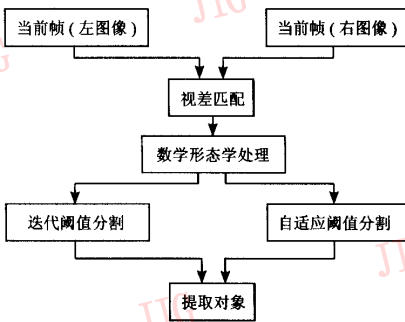 JIG
当前帧(左图像)
当前帧(右图像)
视差匹配
数学形态学处理
迭代阈值分割
自适应阈值分割
提取对象
JIG